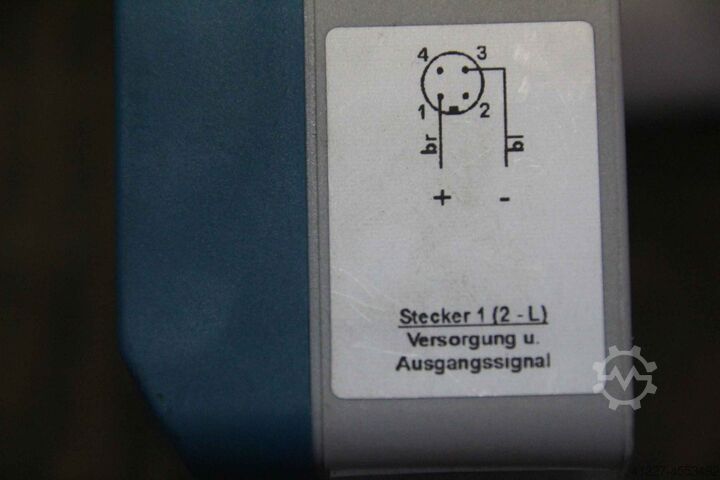 4 3
1 2
br bl
+ -
Stecker 1 (2 - L)
Versorgung u.
Ausgangssignal